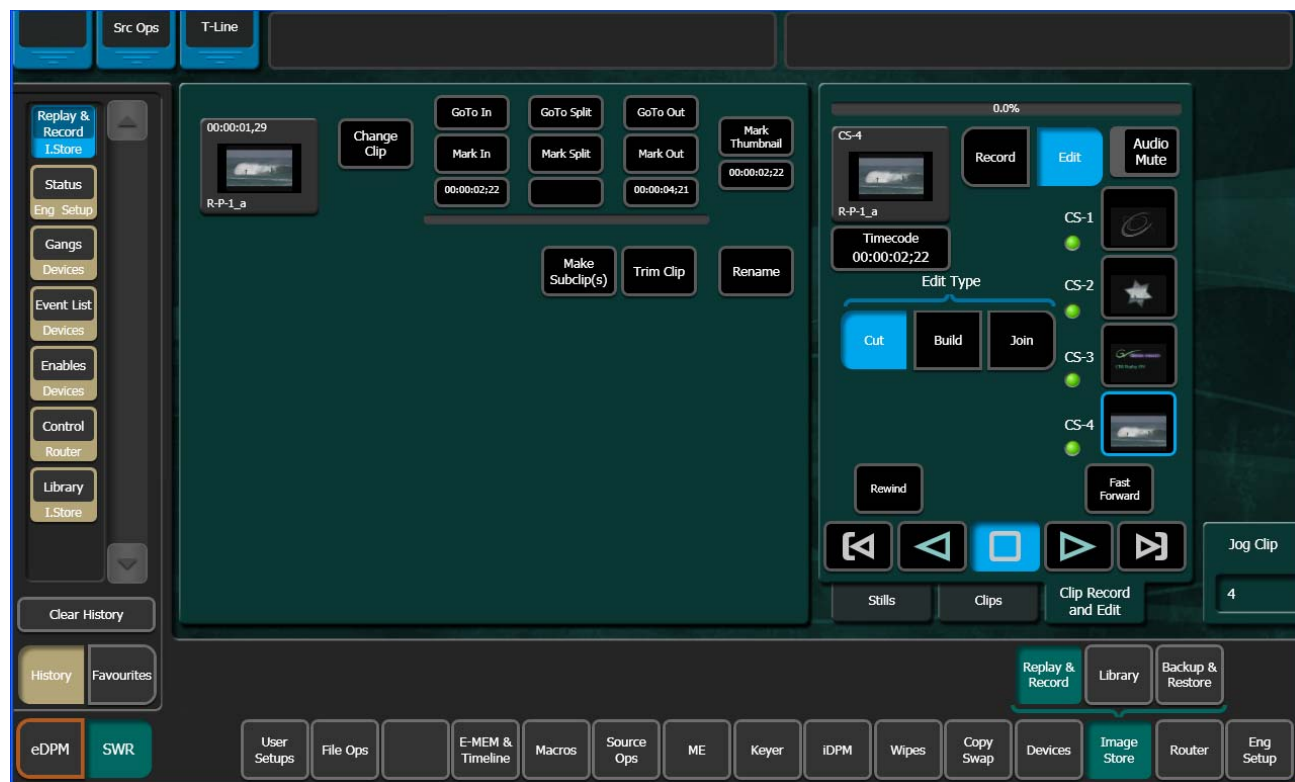 Src Ops
T-Line
Replay &
Record
I.Store
Status
Eng Setup
Gangs
Devices
Event List
Devices
Enables
Devices
Control
Router
Library
I.Store
Clear History
History
Favourites
00:00:01,29
R-P-1_a
Change
Clip
GoTo In
GoTo Split
GoTo Out
Mark
Thumbnail
Mark In
Mark Split
Mark Out
00:00:02;22
00:00:04;21
00:00:02;22
Make
Subclip(s)
Trim Clip
Rename
0.0%
CS-4
R-P-1_a
Record
Edit
Audio
Mute
Timecode
00:00:02;22
CS-1
Edit Type
CS-2
Cut
Build
Join
CS-3
CS-4
Rewind
Fast
Forward
Stills
Clips
Clip Record
and Edit
Jog Clip
4
Replay &
Record
Library
Backup &
Restore
eDPM
SWR
User
Setups
File Ops
E-MEM &
Timeline
Macros
Source
Ops
ME
Keyer
iDPM
Wipes
Copy
Swap
Devices
Image
Store
Router
Eng
Setup